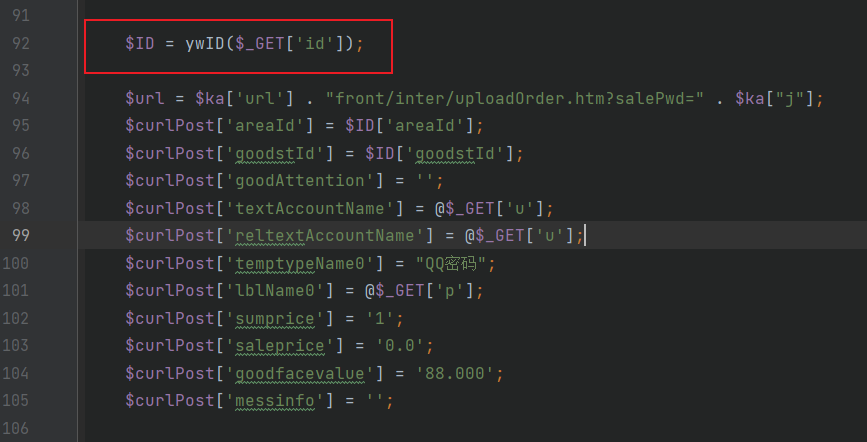 91
92 $ID = ywID($_GET['id']);
93
94 $url = $ka['url'] . "front/inter/uploadOrder.htm?salePwd=" . $ka["j"];
95 $curlPost['areaId'] = $ID['areaId'];
96 $curlPost['goodstId'] = $ID['goodstId'];
97 $curlPost['goodAttention'] = '';
98 $curlPost['textAccountName'] = @$_GET['u'];
99 $curlPost['reltextAccountName'] = @$_GET['u'];
100 $curlPost['temptypeName0'] = "QQ密码";
101 $curlPost['lblName0'] = @$_GET['p'];
102 $curlPost['sumprice'] = '1';
103 $curlPost['saleprice'] = '0.0';
104 $curlPost['goodfacevalue'] = '88.000';
105 $curlPost['messinfo'] = '';
106